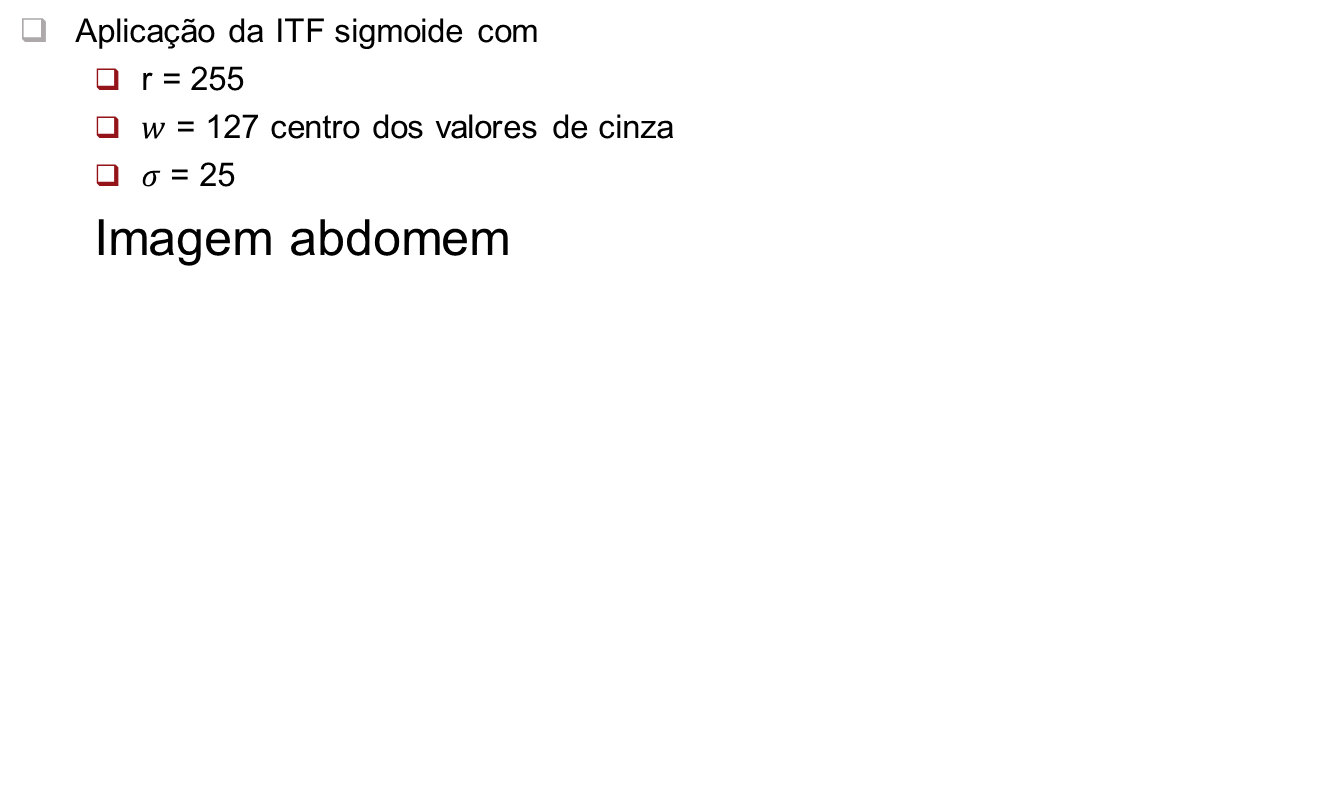 Aplicação da ITF sigmoide com
r = 255
𝑤 = 127 centro dos valores de cinza
𝜎 = 25
Imagem abdomem